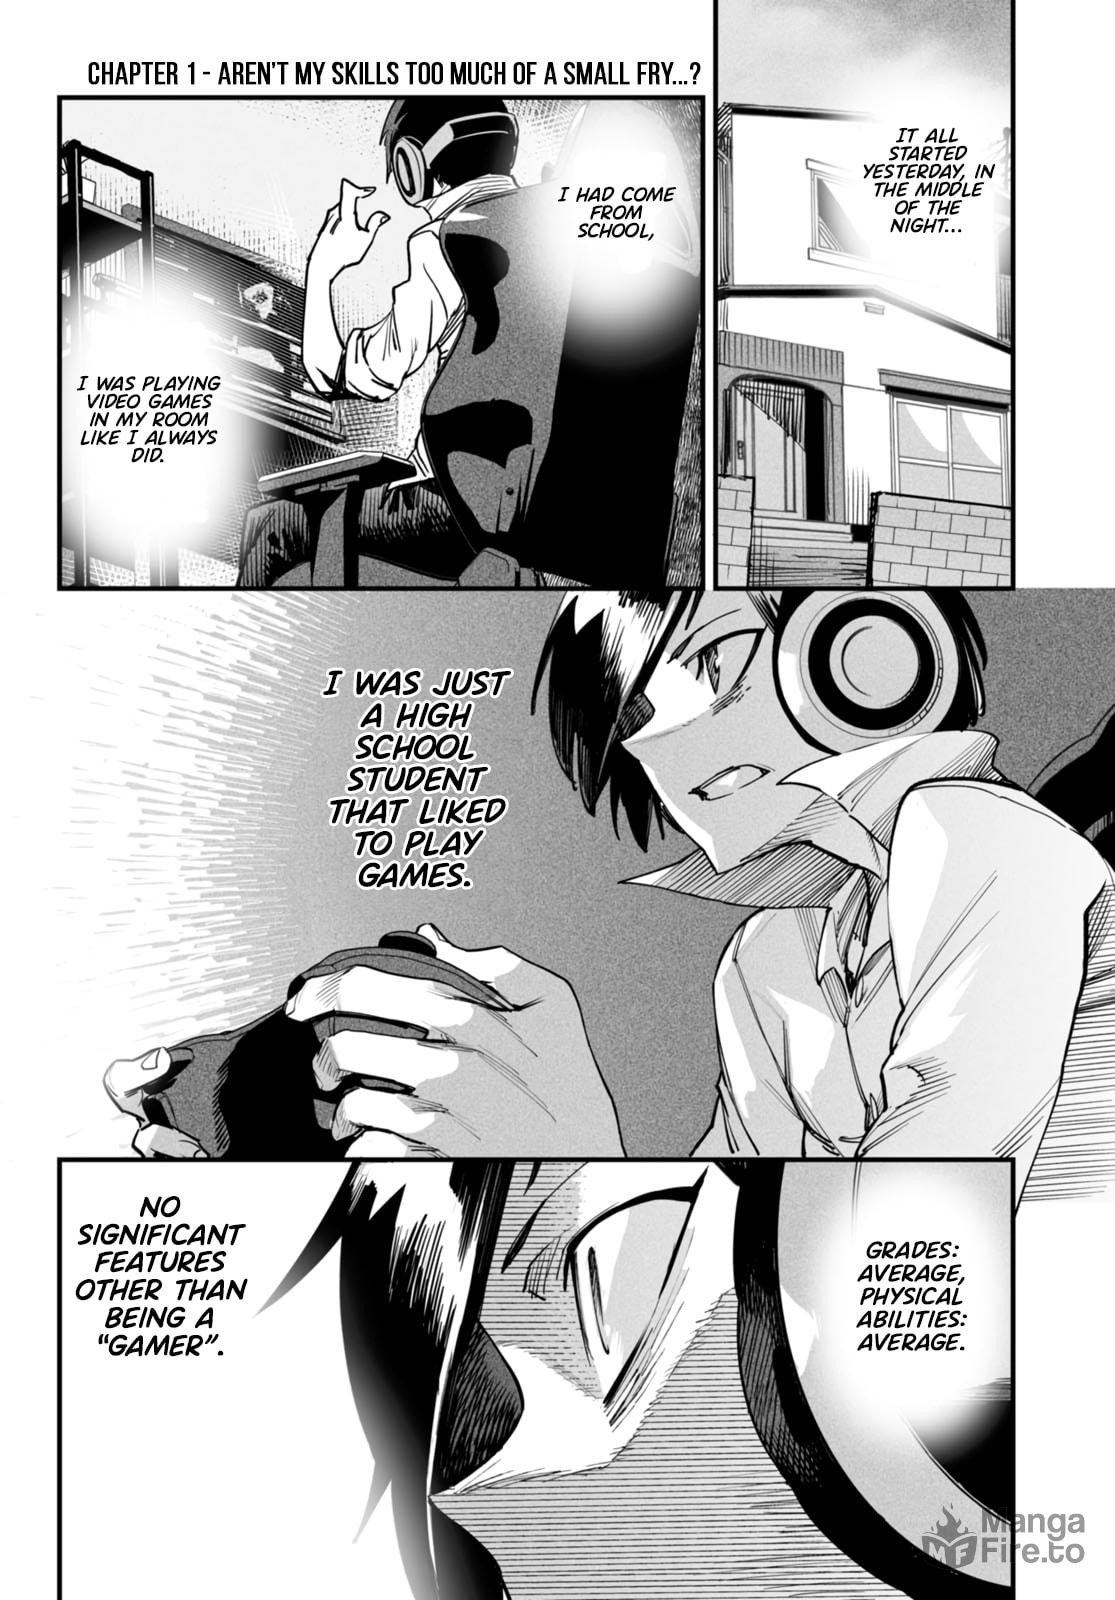 CHAPTER 1 - AREN'T MY SKILLS TOO MUCH OF A SMALL FRY...?
IT ALL
STARTED
YESTERDAY, IN
THE MIDDLE
OF THE
NIGHT...
I HAD COME
FROM
SCHOOL,
I WAS PLAYING
VIDEO GAMES
IN MY ROOM
LIKE I ALWAYS
DID.
I WAS JUST
A HIGH
SCHOOL
STUDENT
THAT LIKED
TO PLAY
GAMES.
GRADES:
AVERAGE,
PHYSICAL
ABILITIES:
AVERAGE.
NO
SIGNIFICANT
FEATURES
OTHER THAN
BEING A
"GAMER".
Manga
MF Fire.to